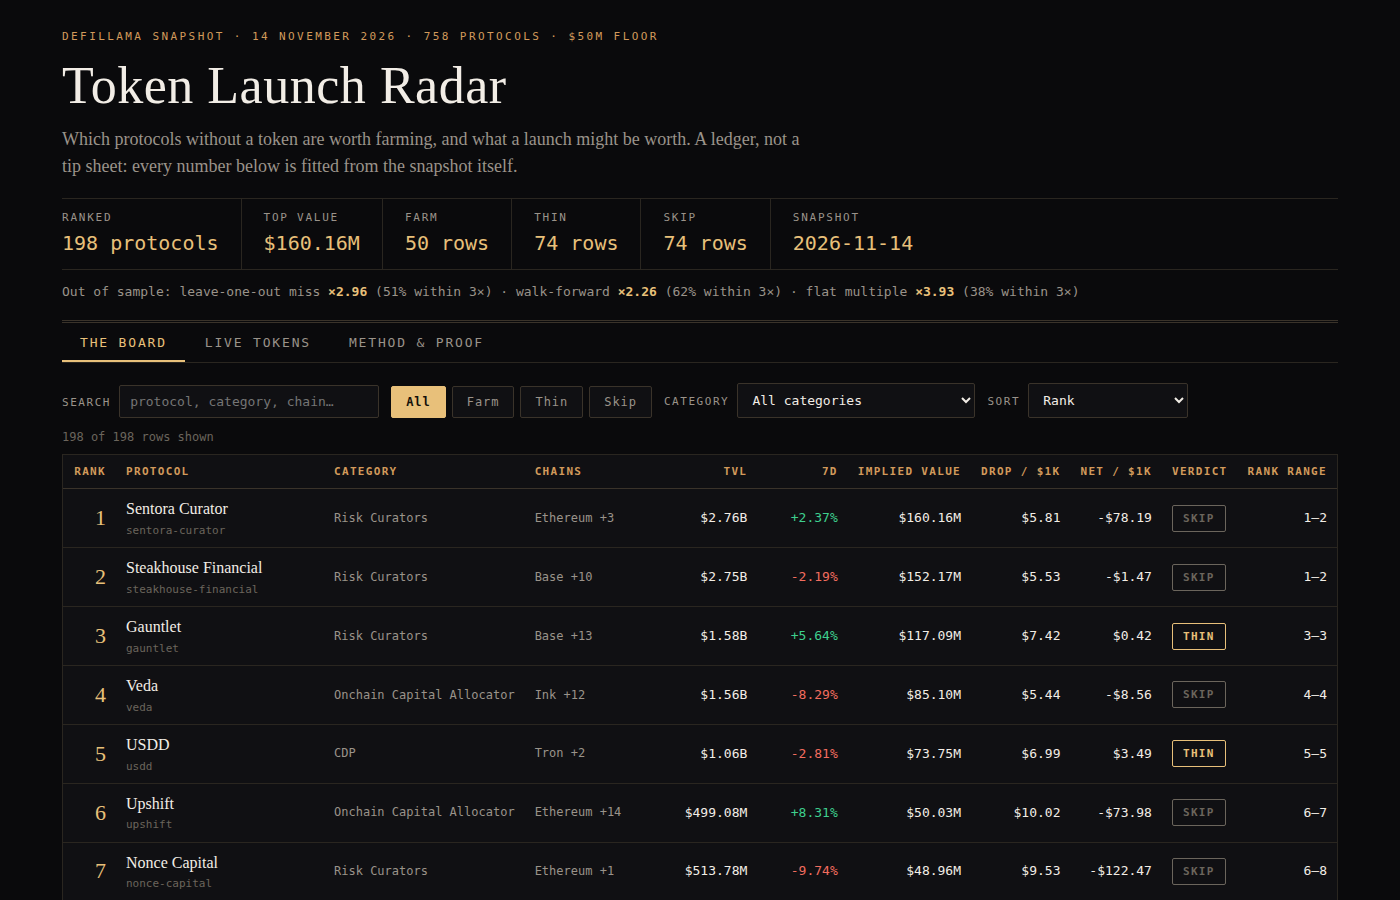 DEFILLAMA SNAPSHOT · 14 NOVEMBER 2026 · 758 PROTOCOLS · $50M FLOOR
Token Launch Radar
Which protocols without a token are worth farming, and what a launch might be worth. A ledger, not a
tip sheet: every number below is fitted from the snapshot itself.
RANKED TOP VALUE FARM THIN SKIP SNAPSHOT
198 protocols $160.16M 50 rows 74 rows 74 rows 2026-11-14
Out of sample: leave-one-out miss ×2.96 (51% within 3×) · walk-forward ×2.26 (62% within 3×) · flat multiple ×3.93 (38% within 3×)
THE BOARD LIVE TOKENS METHOD & PROOF
SEARCH protocol, category, chain… All Farm Thin Skip CATEGORY All categories SORT Rank
198 of 198 rows shown
RANK PROTOCOL CATEGORY CHAINS TVL 7D IMPLIED VALUE DROP / $1K NET / $1K VERDICT RANK RANGE
1 Sentora Curator Risk Curators Ethereum +3 $2.76B +2.37% $160.16M $5.81 -$78.19 SKIP 1–2
sentora-curator
2 Steakhouse Financial Risk Curators Base +10 $2.75B -2.19% $152.17M $5.53 -$1.47 SKIP 1–2
steakhouse-financial
3 Gauntlet Risk Curators Base +13 $1.58B +5.64% $117.09M $7.42 $0.42 THIN 3–3
gauntlet
4 Veda Onchain Capital Allocator Ink +12 $1.56B -8.29% $85.10M $5.44 -$8.56 SKIP 4–4
veda
5 USDD CDP Tron +2 $1.06B -2.81% $73.75M $6.99 $3.49 THIN 5–5
usdd
6 Upshift Onchain Capital Allocator Ethereum +14 $499.08M +8.31% $50.03M $10.02 -$73.98 SKIP 6–7
upshift
7 Nonce Capital Risk Curators Ethereum +1 $513.78M -9.74% $48.96M $9.53 -$122.47 SKIP 6–8
nonce-capital